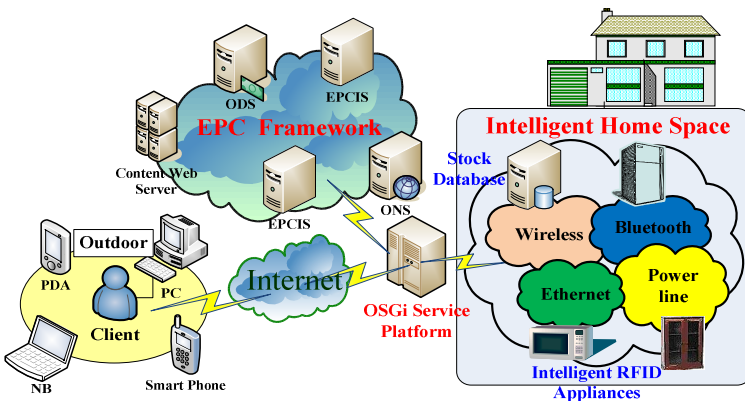 ODS
EPCIS
EPC Framework
Content Web
Server
EPCIS
ONS
Intelligent Home Space
Stock
Database
Wireless
Bluetooth
Ethernet
Power
line
Intelligent RFID
Appliances
OSGi Service
Platform
Internet
Outdoor
PDA
PC
Client
NB
Smart Phone